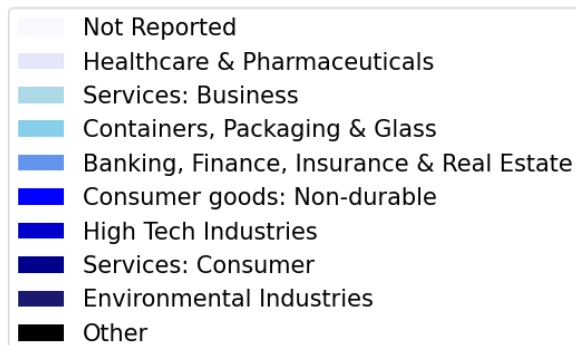 Not Reported
Healthcare & Pharmaceuticals
Services: Business
Containers, Packaging & Glass
Banking, Finance, Insurance & Real Estate
Consumer goods: Non-durable
High Tech Industries
Services: Consumer
Environmental Industries
Other